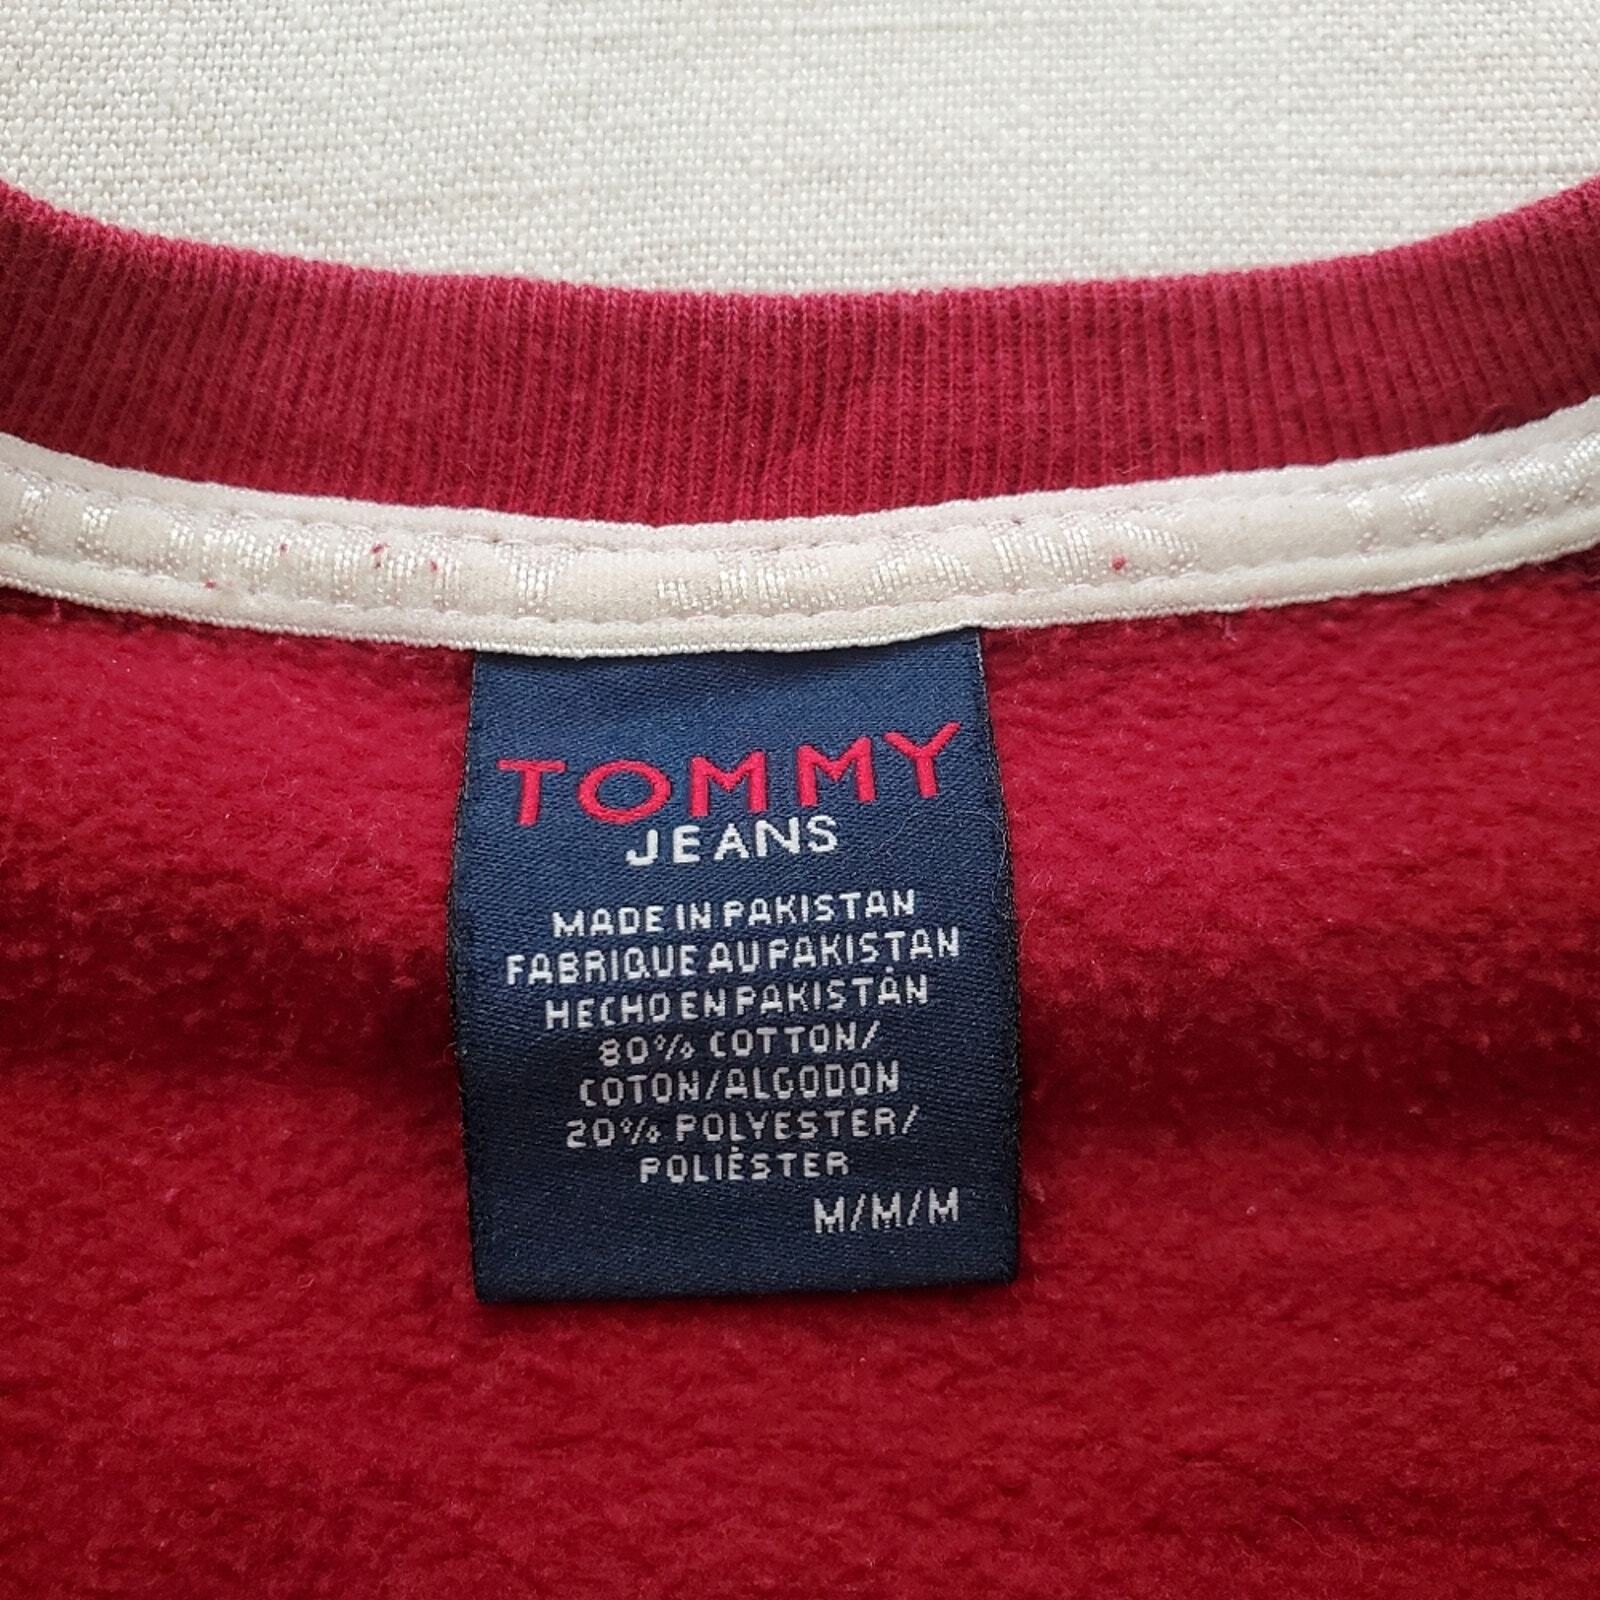 TOMMY
JEANS
MADE IN PAKISTAN
FABRIQUE AU PAKISTAN
HECHO EN PAKISTÁN
80% COTTON/
COTON/ALGODON
20% POLYESTER/
POLIÉSTER
M/M/M